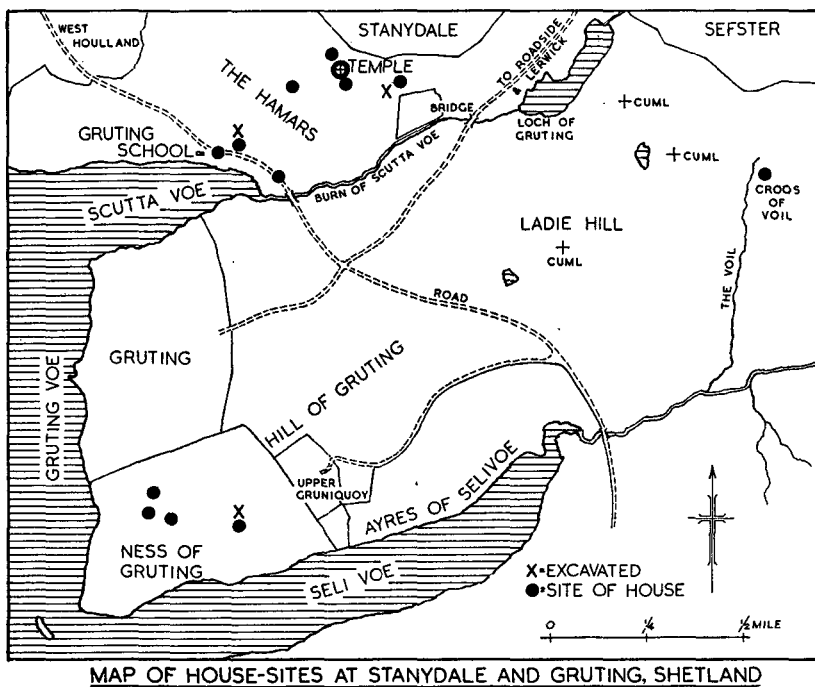 WEST
HOULLAND
STANYDALE
SEFSTER
TO ROADSIDE
& LERWICK
TEMPLE
THE HAMARS
X
BRIDGE
LOCH OF
GRUTING
CUML
CUML
GRUTING
SCHOOL
X
BURN OF SCUTTA VOE
SCUTTA VOE
CROOS
OF
VOIL
LADIE HILL
CUML
THE VOIL
ROAD
GRUTING VOE
GRUTING
HILL OF GRUTING
UPPER
GRUNIQUOY
AYRES OF SELIVOE
X
NESS OF
GRUTING
SELI VOE
X=EXCAVATED
●=SITE OF HOUSE
0 1/4 1/2 MILE
MAP OF HOUSE-SITES AT STANYDALE AND GRUTING, SHETLAND